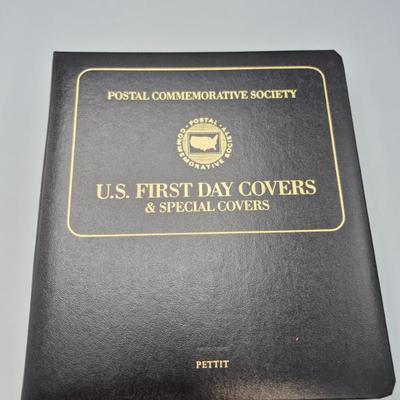 POSTAL COMMEMORATIVE SOCIETY
POSTAL
COMMEMORATIVE SOCIETY
U.S. FIRST DAY COVERS
& SPECIAL COVERS
PETTIT